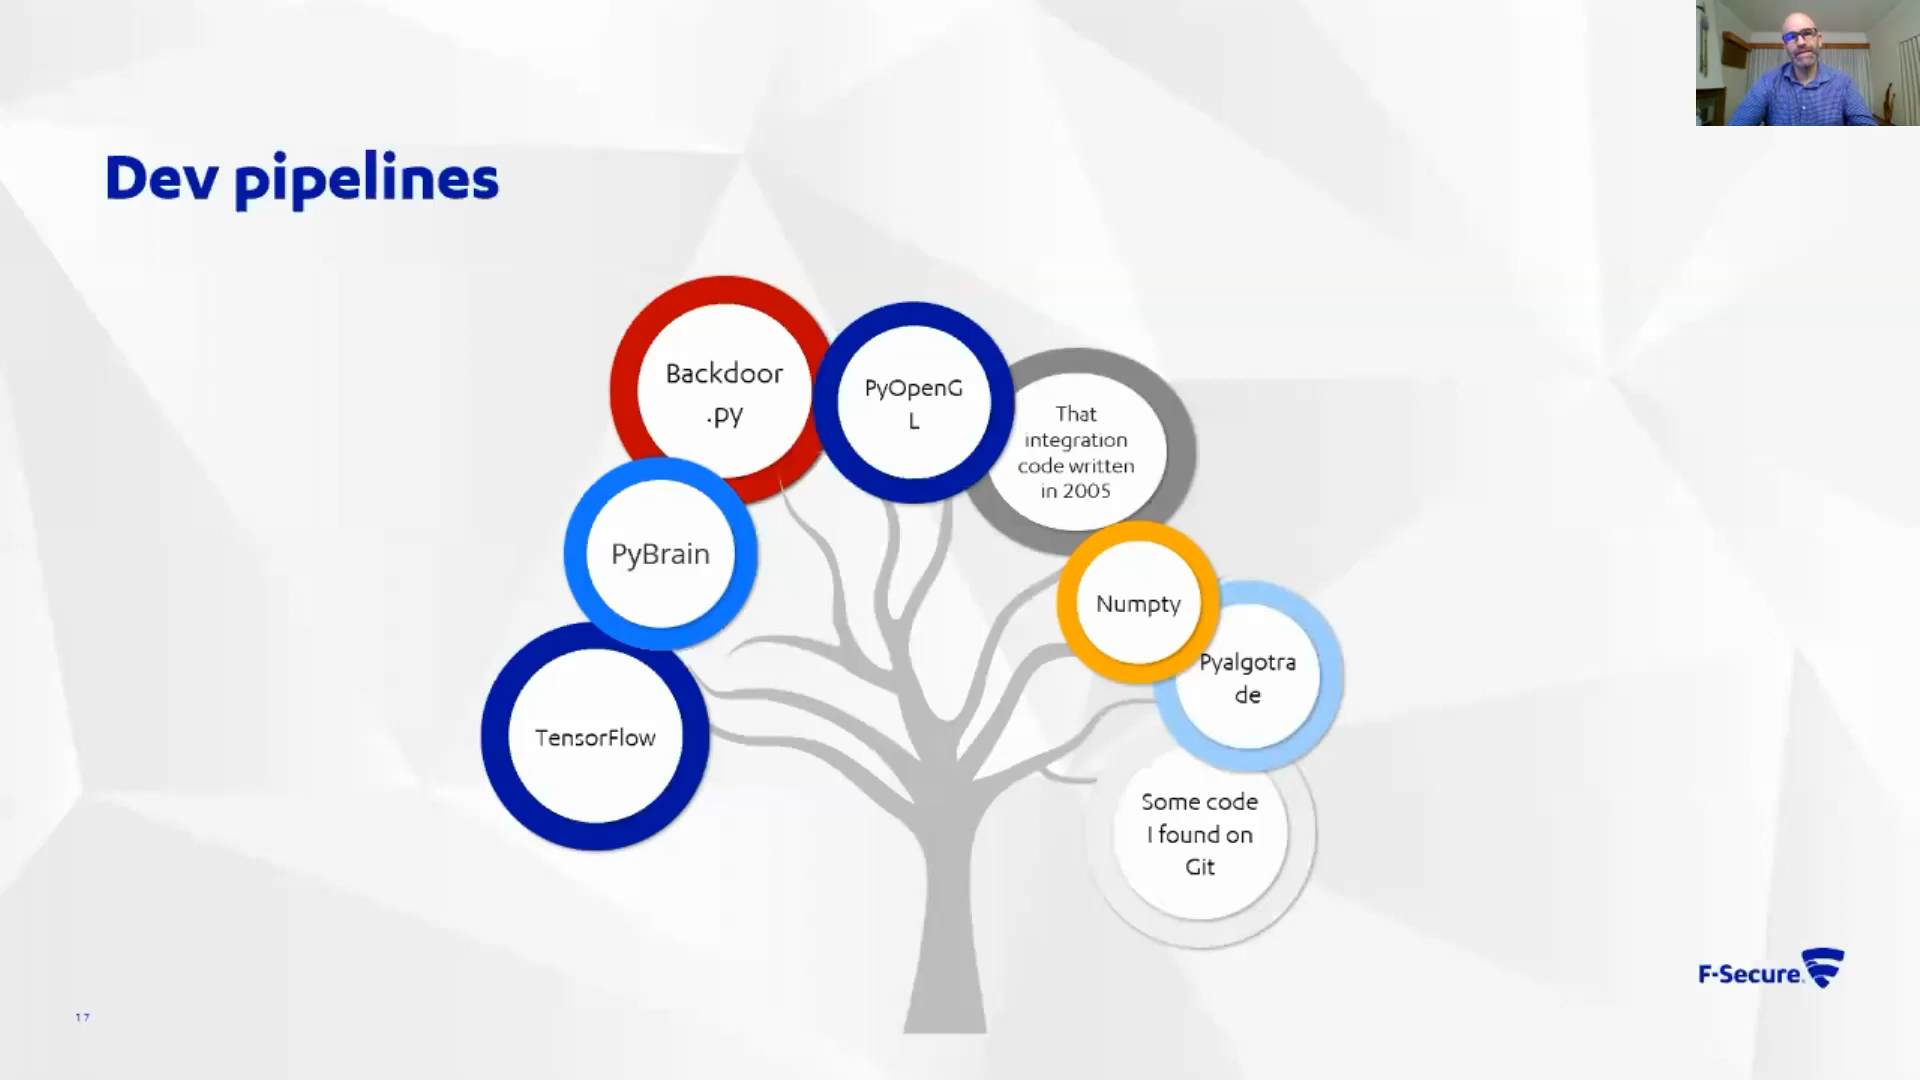 Dev pipelines
Backdoor
.py
PyOpenG
L
That
integration
code written
in 2005
PyBrain
Numpty
Pyalgotra
de
TensorFlow
Some code
I found on
Git
F-Secure
17